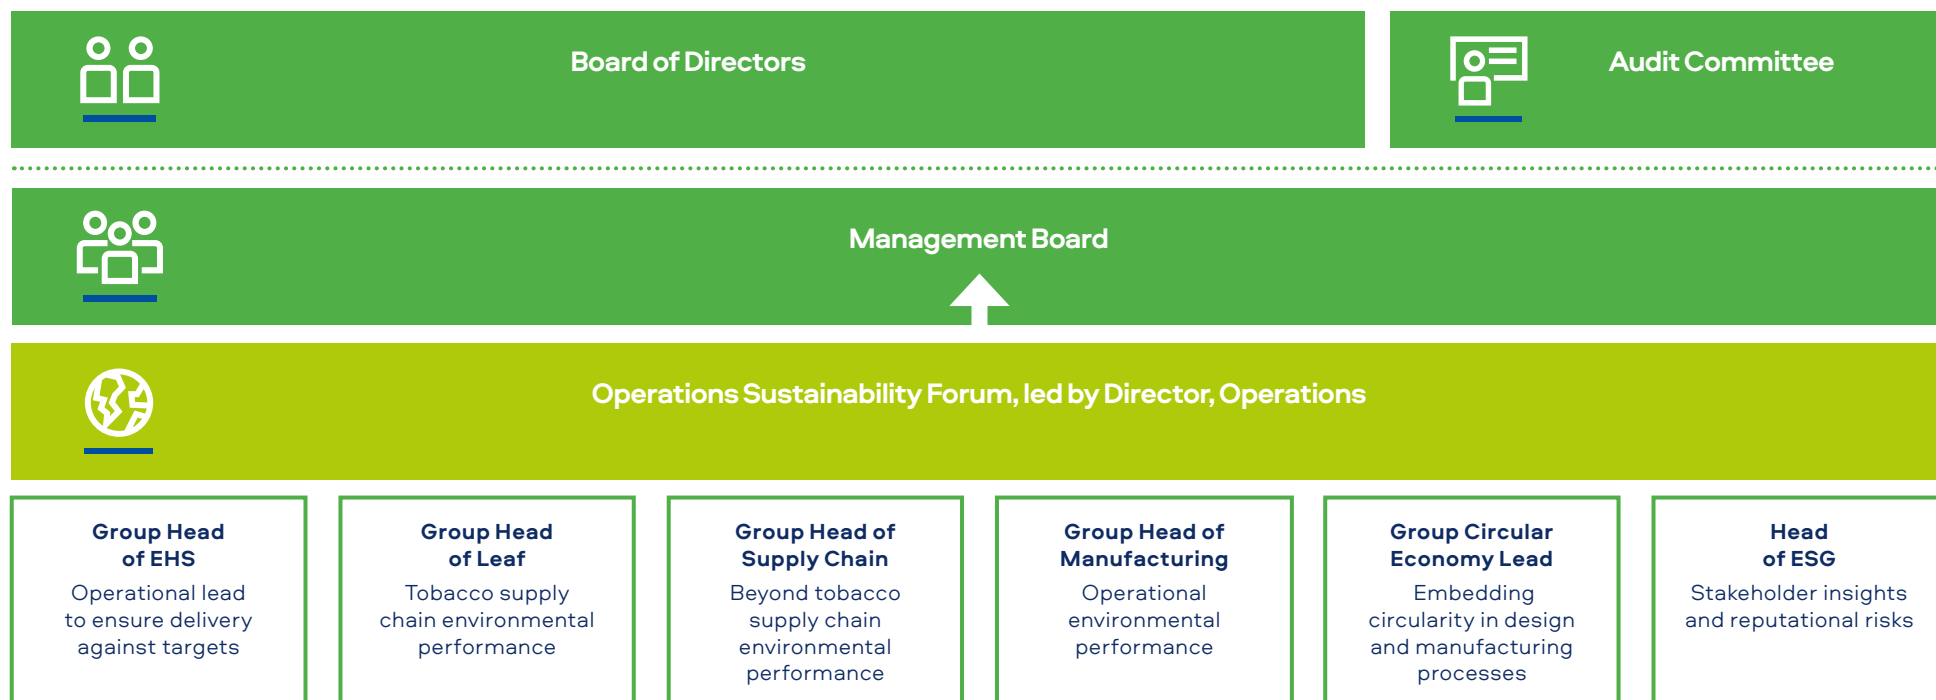 Board of Directors
Audit Committee
Management Board
Operations Sustainability Forum, led by Director, Operations
Group Head
of EHS
Operational lead
to ensure delivery
against targets
Group Head
of Leaf
Tobacco supply
chain environmental
performance
Group Head of
Supply Chain
Beyond tobacco
supply chain
environmental
performance
Group Head of
Manufacturing
Operational
environmental
performance
Group Circular
Economy Lead
Embedding
circularity in design
and manufacturing
processes
Head
of ESG
Stakeholder insights
and reputational risks